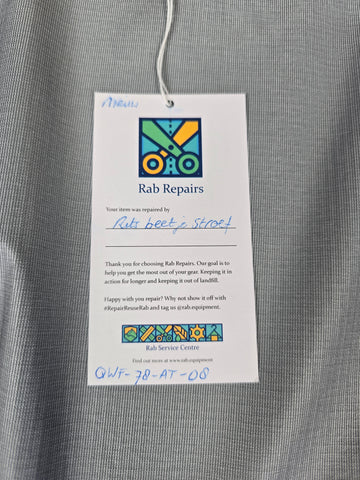 Rab Repairs
Your item was repaired by
beetje Stroef
Thank you for choosing Rab Repairs. Our goal is to
help you get the most out of your gear. Keeping it in
action for longer and keeping it out of landfill.
Happy with you repair? Why not show it off with
#RepairReuseRab and tag us @rab.equipment.
Rab Service Centre
Find out more at www.rab.equipment
QWF-78-AT-08